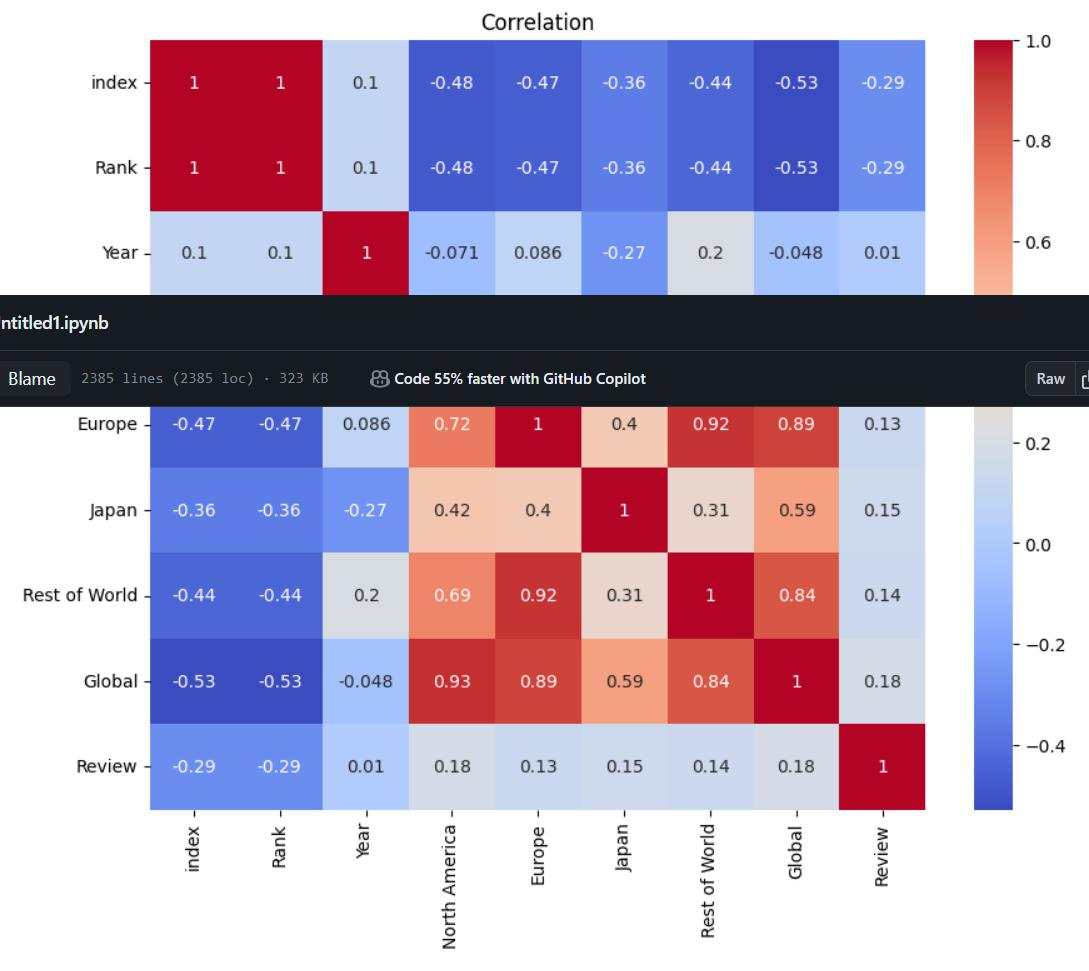 Correlation
1.0
index 1 1 0.1 -0.48 -0.47 -0.36 -0.44 -0.53 -0.29
0.8
Rank 1 1 0.1 -0.48 -0.47 -0.36 -0.44 -0.53 -0.29
0.6
Year 0.1 0.1 1 -0.071 0.086 -0.27 0.2 -0.048 0.01
ntitled1.ipynb
Blame 2385 lines (2385 loc) · 323 KB Code 55% faster with GitHub Copilot Raw
Europe -0.47 -0.47 0.086 0.72 1 0.4 0.92 0.89 0.13
0.2
Japan -0.36 -0.36 -0.27 0.42 0.4 1 0.31 0.59 0.15
0.0
Rest of World -0.44 -0.44 0.2 0.69 0.92 0.31 1 0.84 0.14
−0.2
Global -0.53 -0.53 -0.048 0.93 0.89 0.59 0.84 1 0.18
−0.4
Review -0.29 -0.29 0.01 0.18 0.13 0.15 0.14 0.18 1
index Rank Year North America Europe Japan Rest of World Global Review